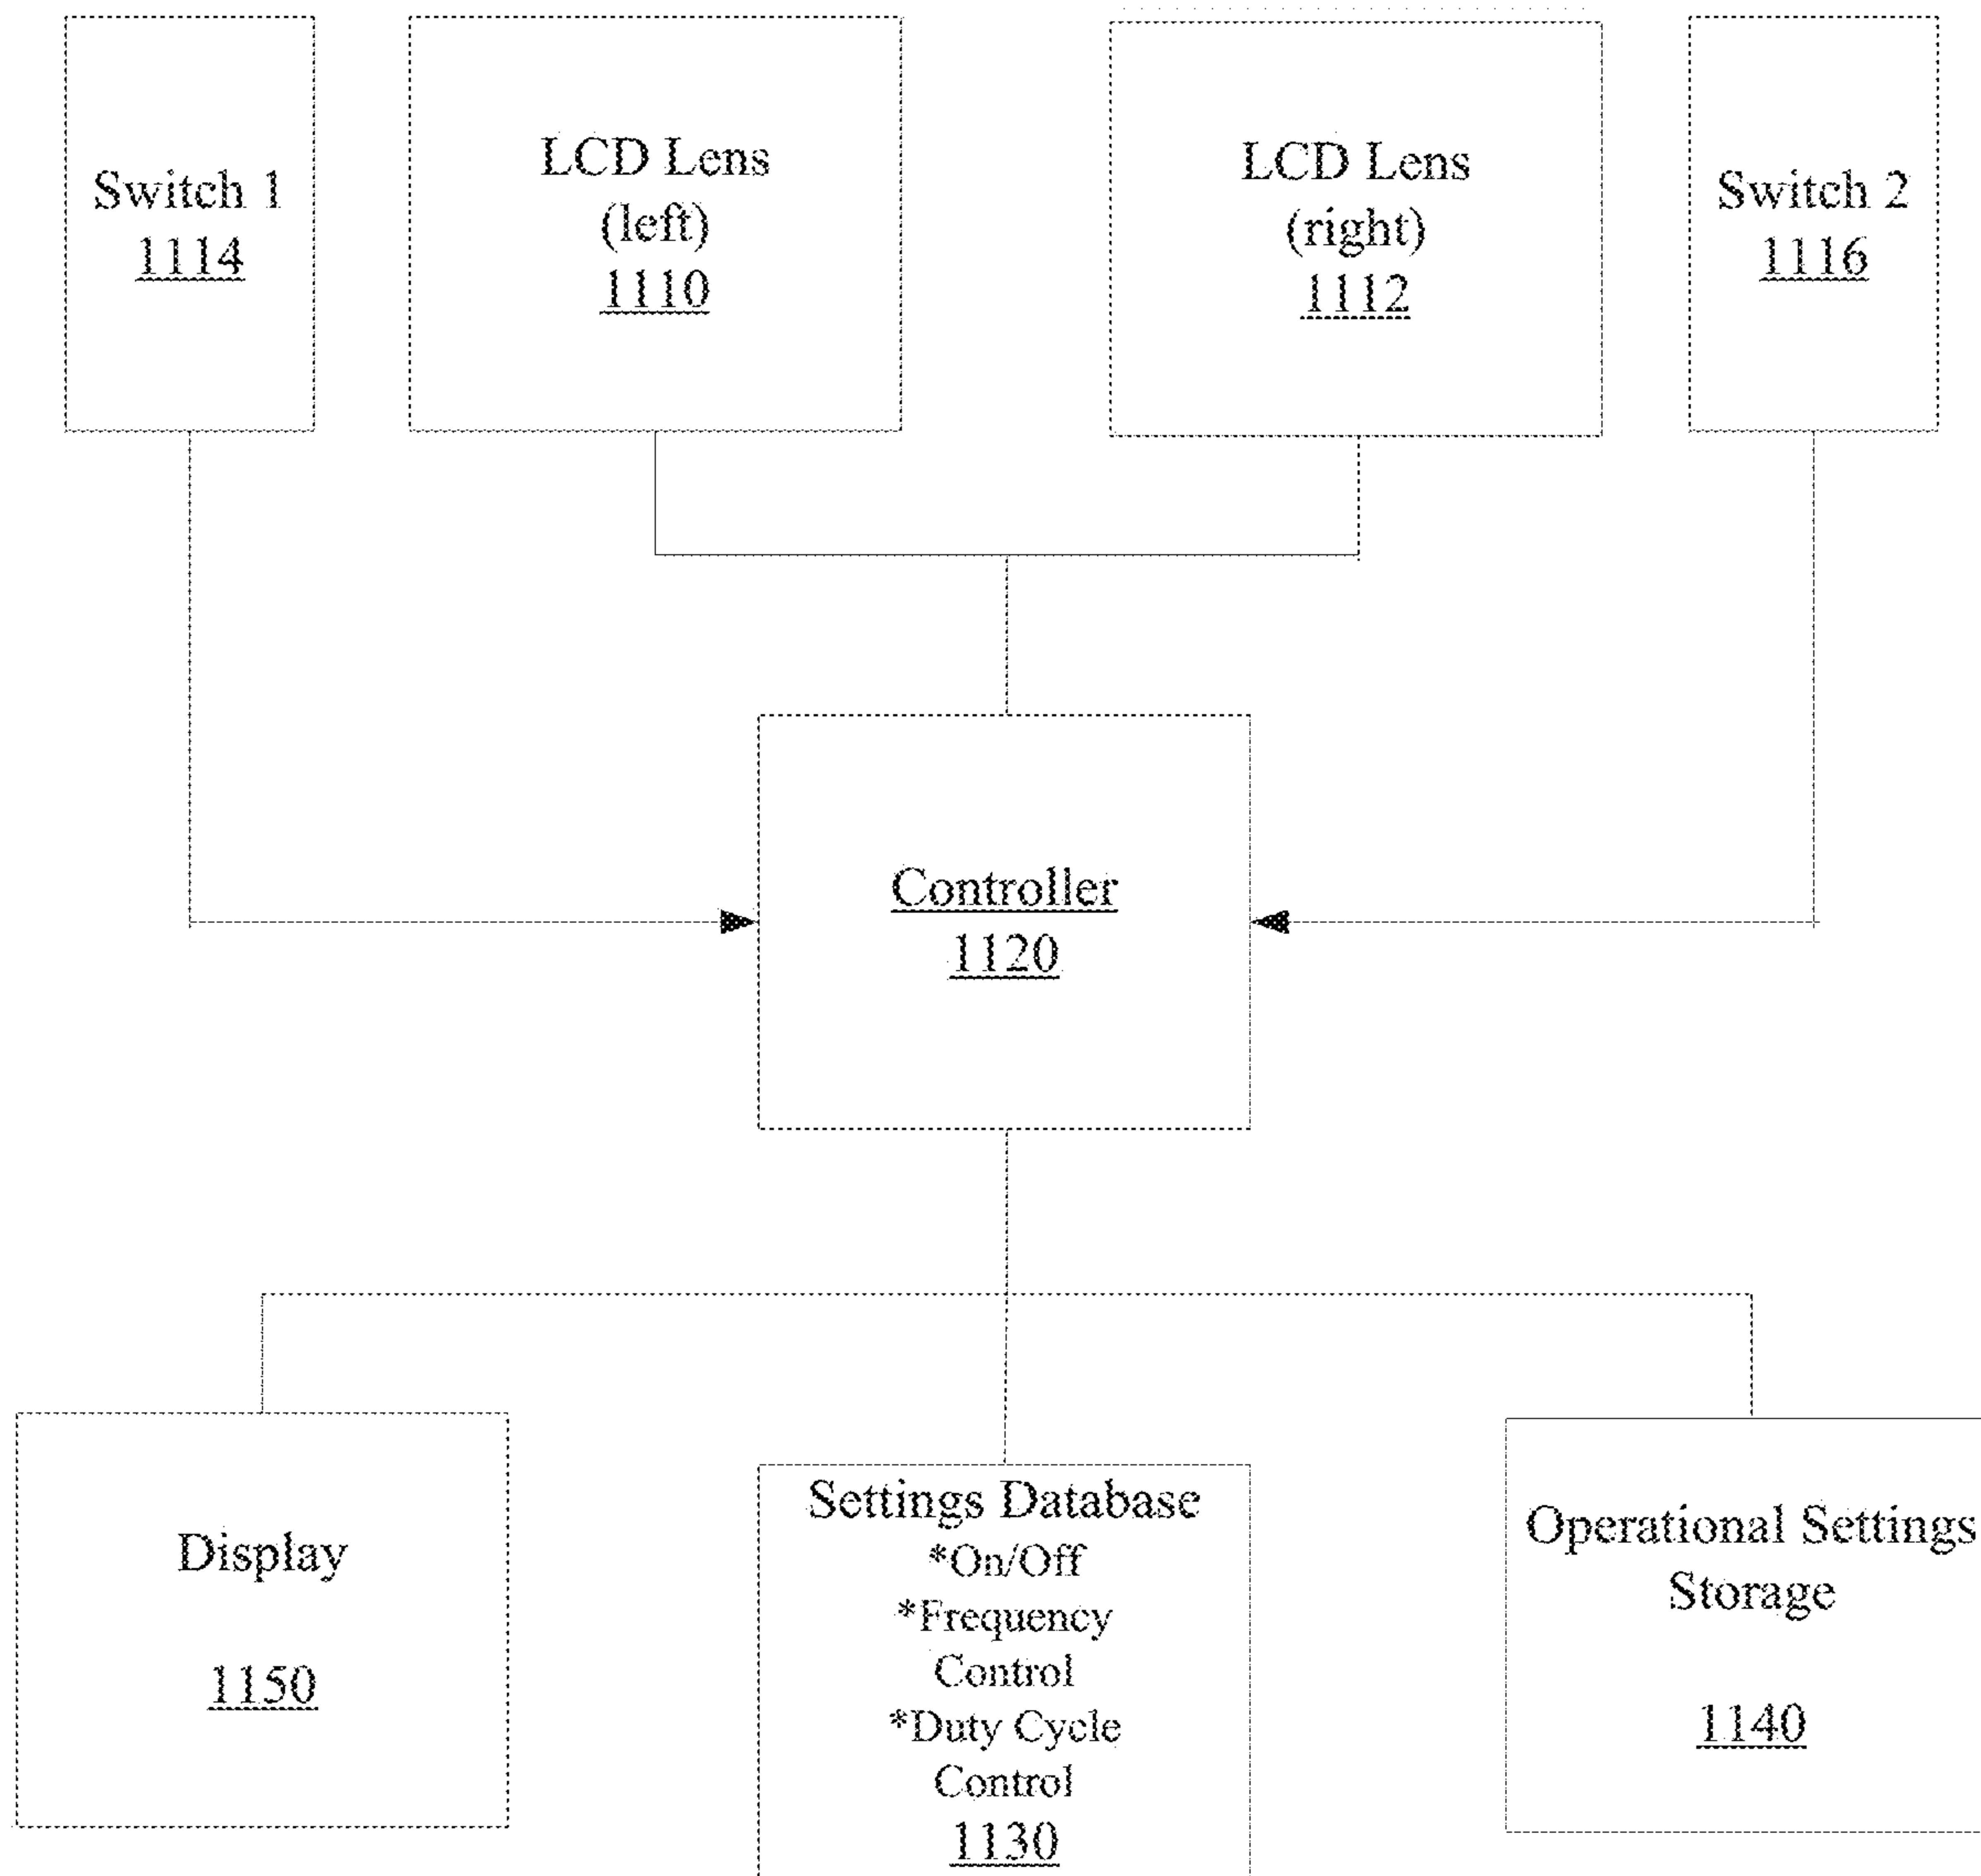 Switch 1
1114
LCD Lens
(left)
1110
LCD Lens
(right)
1112
Switch 2
1116
Controller
1120
Display
1150
Settings Database
*On/Off
*Frequency
Control
*Duty Cycle
Control
1130
Operational Settings
Storage
1140